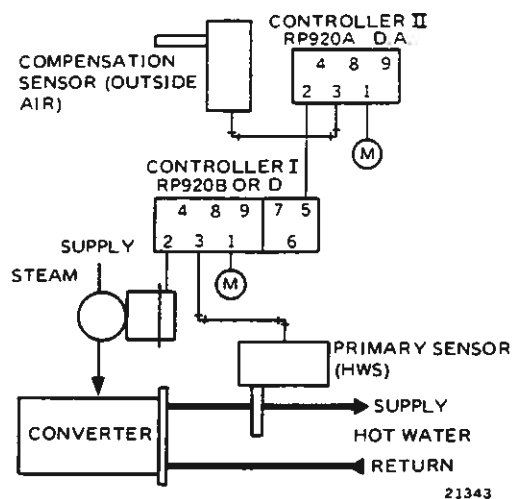 CONTROLLER II
RP920A D.A.
COMPENSATION
SENSOR (OUTSIDE
AIR)
4 8 9
2 3 1
M
CONTROLLER I
RP920B OR D
4 8 9 7 5
2 3 1 6
M
SUPPLY
STEAM
PRIMARY SENSOR
(HWS)
CONVERTER
SUPPLY
HOT WATER
RETURN
21343